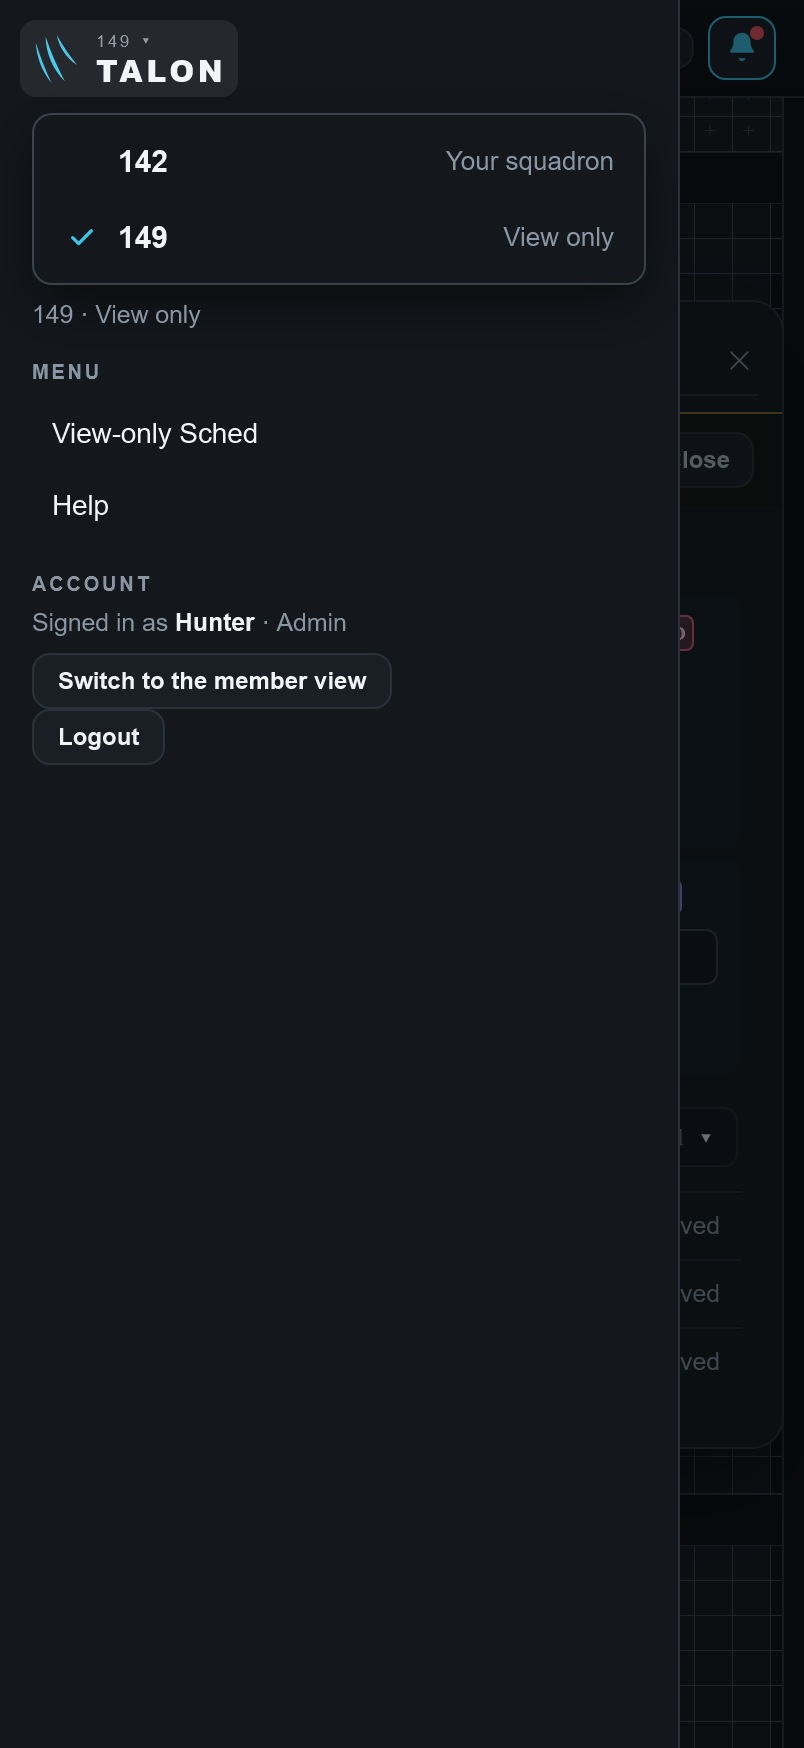 149 ▾
TALON
142 Your squadron
149 View only
149 · View only
MENU
View-only Sched
Help
ACCOUNT
Signed in as Hunter · Admin
Switch to the member view
Logout
lose
ved
ved
ved